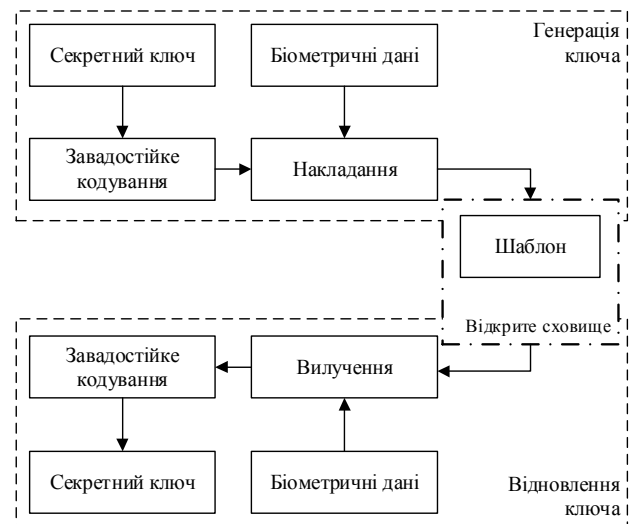 Генерація
ключа
Секретний ключ
Біометричні дані
Завадостійке
кодування
Накладання
Шаблон
Відкрите сховище
Завадостійке
кодування
Вилучення
Секретний ключ
Біометричні дані
Відновлення
ключа